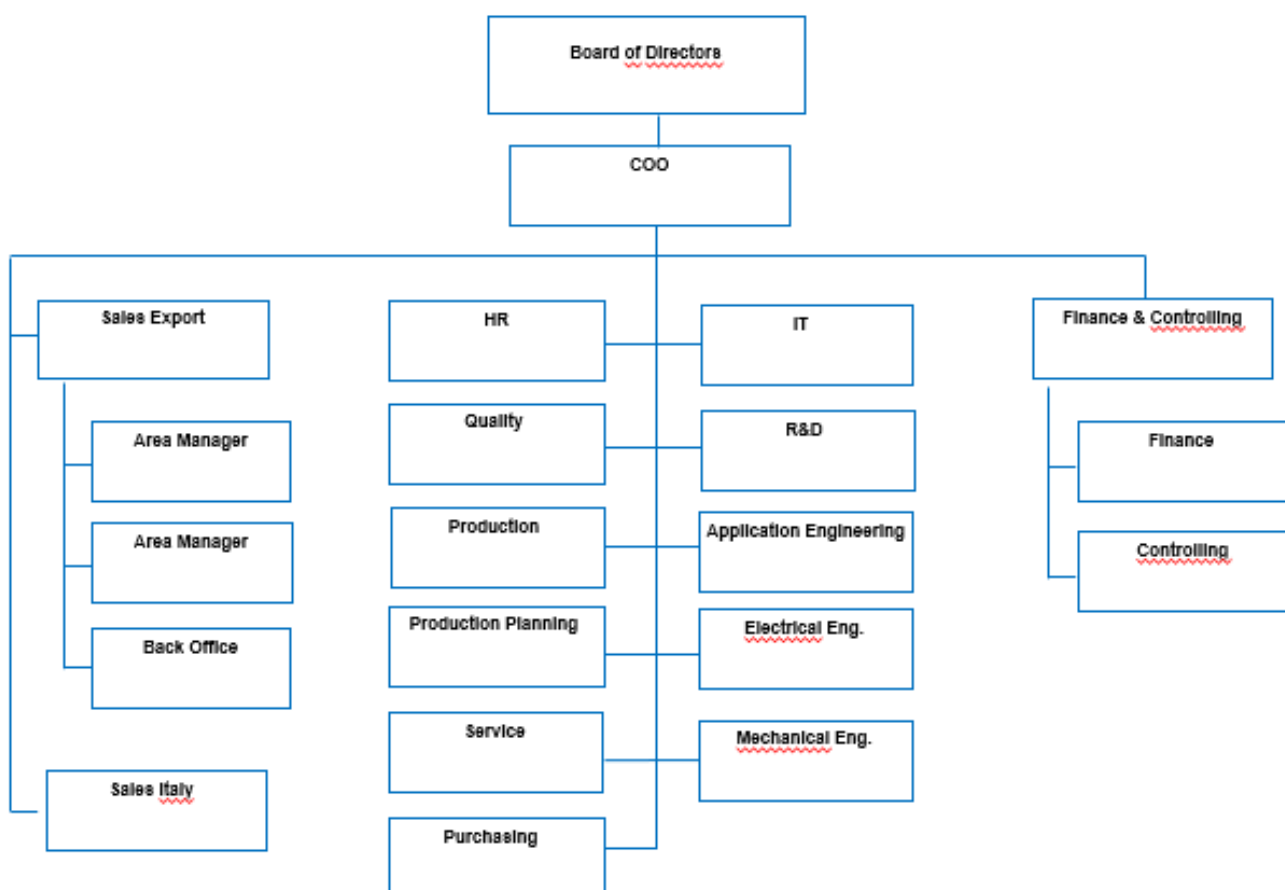 Board of Directors
COO
Sales Export
HR
IT
Finance & Controlling
Area Manager
Quality
R&D
Finance
Area Manager
Production
Application Engineering
Controlling
Back Office
Production Planning
Electrical Eng.
Service
Mechanical Eng.
Sales Italy
Purchasing